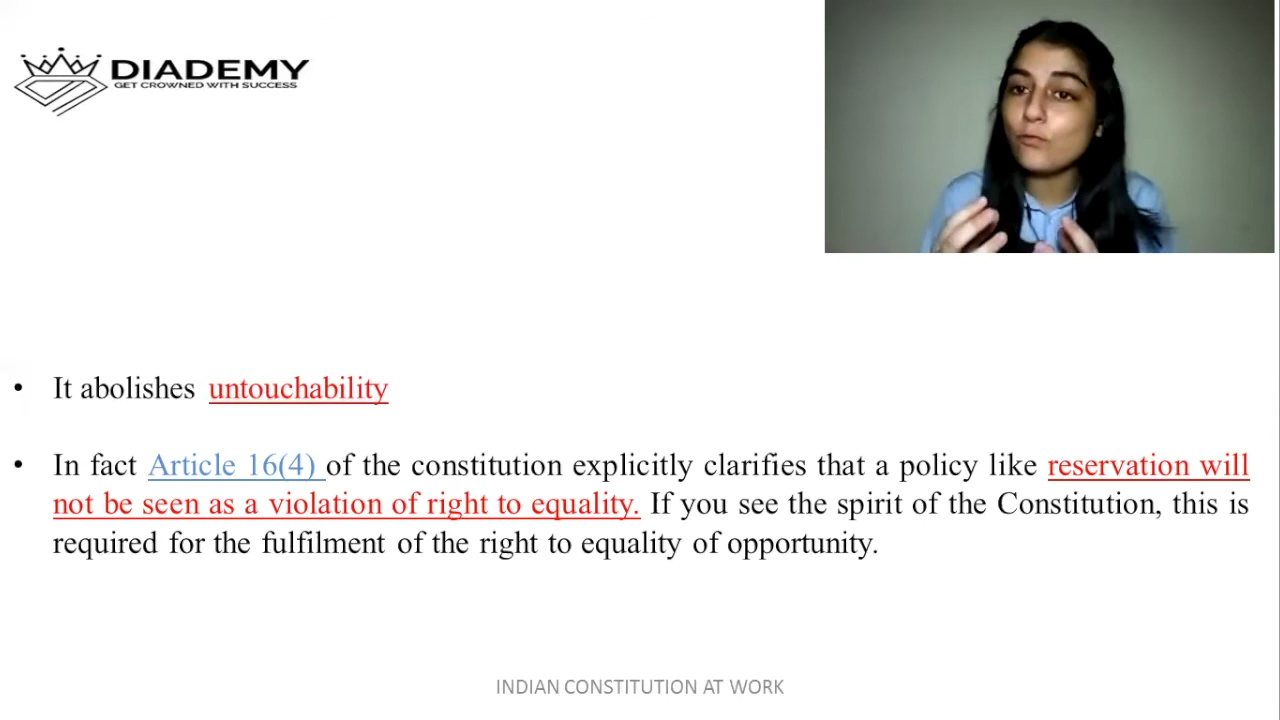 DIADEMY
GET CROWNED WITH SUCCESS
• It abolishes untouchability
• In fact Article 16(4) of the constitution explicitly clarifies that a policy like reservation will
not be seen as a violation of right to equality. If you see the spirit of the Constitution, this is
required for the fulfilment of the right to equality of opportunity.
INDIAN CONSTITUTION AT WORK